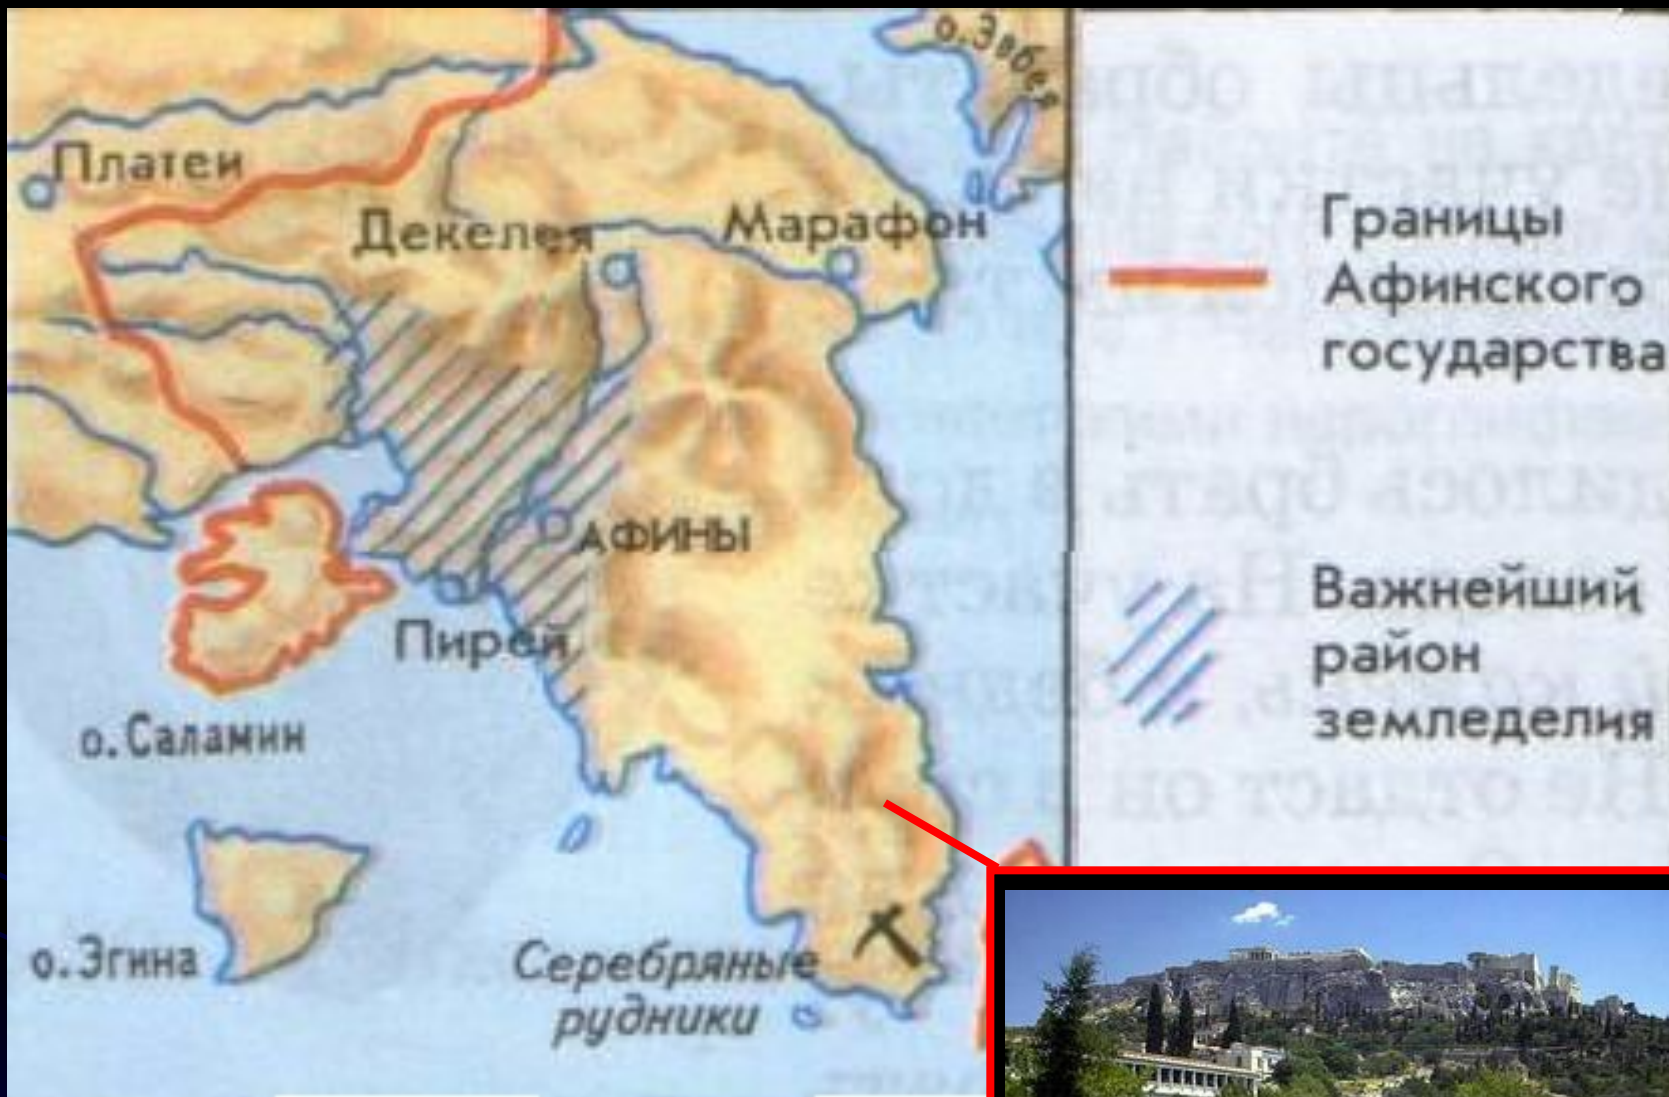 о. Эвбея
Платеи
Декелея
Марафон
АФИНЫ
Пирей
о. Саламин
о. Эгина
Серебряные
рудники
Границы
Афинского
государства
Важнейший
район
земледелия